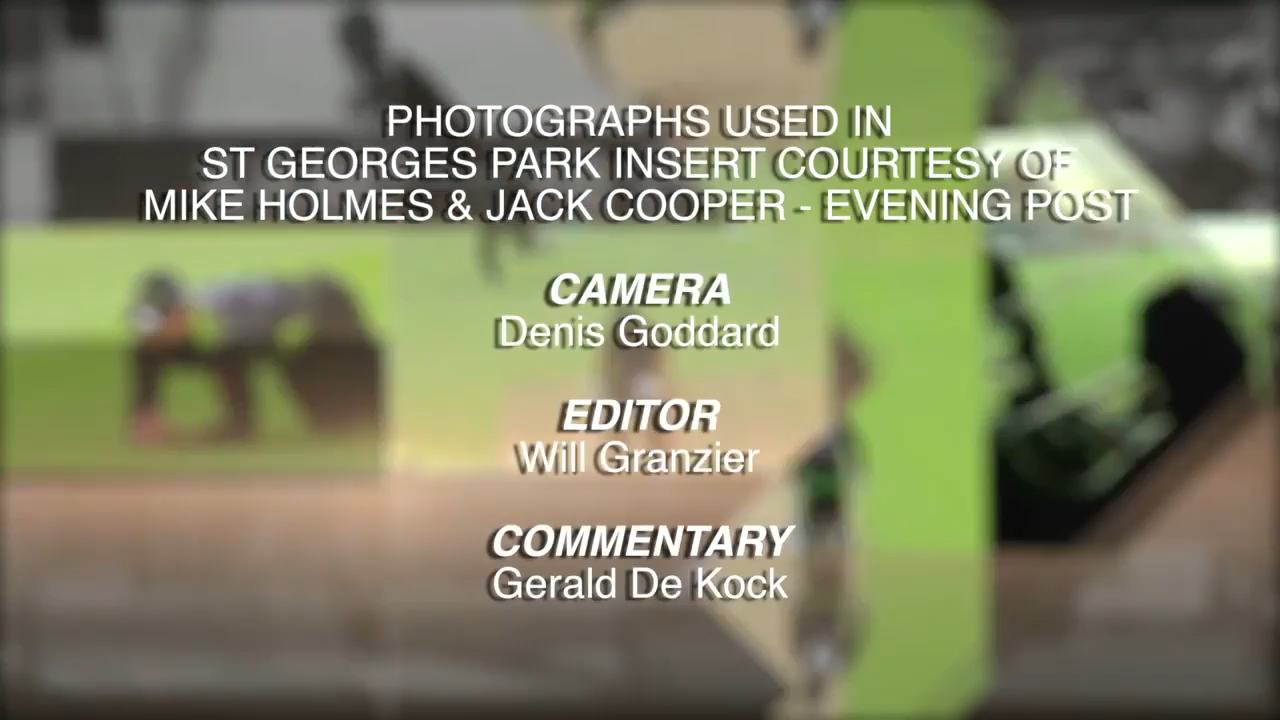 PHOTOGRAPHS USED IN
ST GEORGES PARK INSERT COURTESY OF
MIKE HOLMES & JACK COOPER - EVENING POST
CAMERA
Denis Goddard
EDITOR
Will Granzier
COMMENTARY
Gerald De Kock